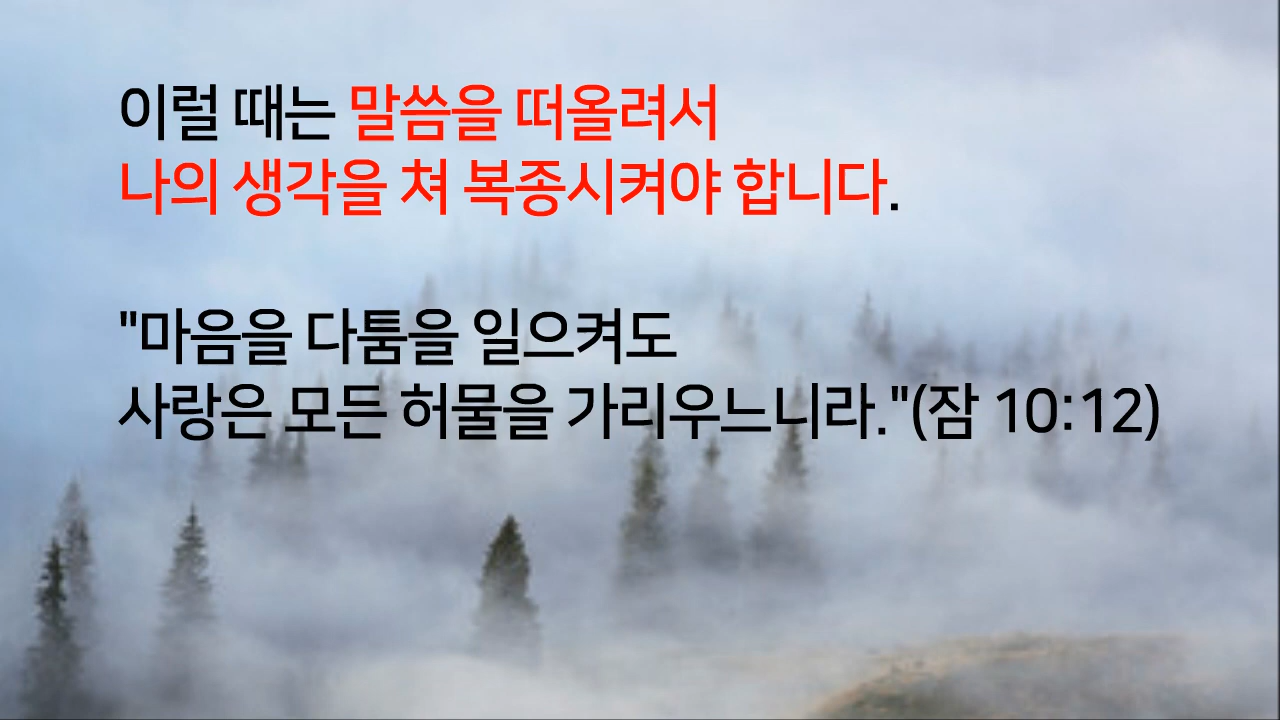 이럴 때는 말씀을 떠올려서
나의 생각을 쳐 복종시켜야 합니다.
"마음을 다툼을 일으켜도
사랑은 모든 허물을 가리우느니라."(잠 10:12)